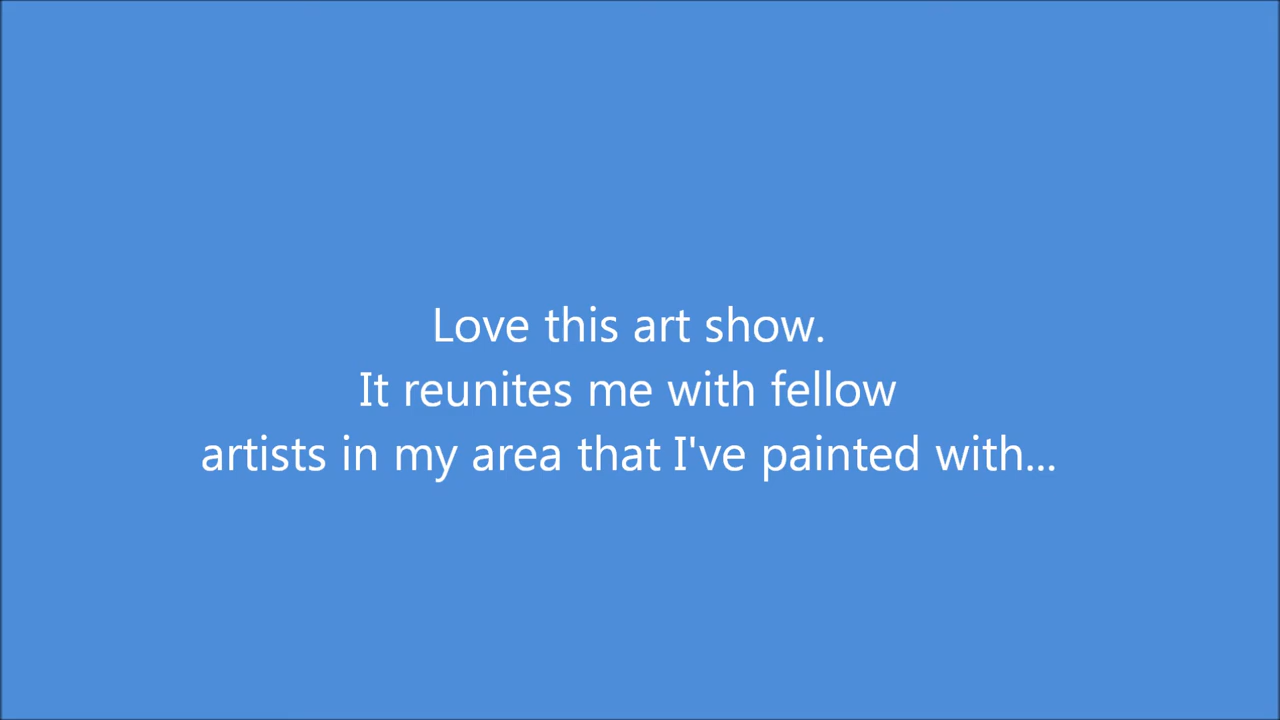 Love this art show.
It reunites me with fellow
artists in my area that I've painted with...